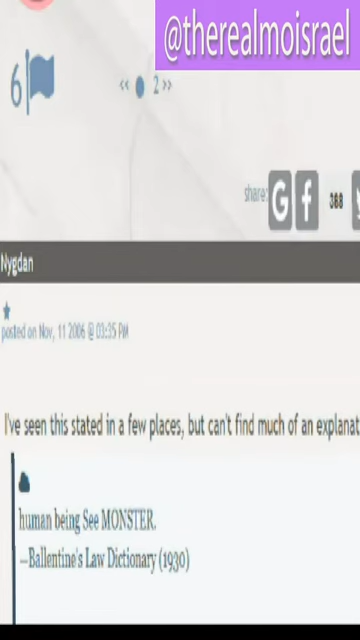 @therealmoisrael
6
<< 2 >>
share:
G f 388
Nygdan
posted on Nov, 11 2006 @ 03:35 PM
I've seen this stated in a few places, but can't find much of an explanat
human being See MONSTER.
—Ballentine's Law Dictionary (1930)